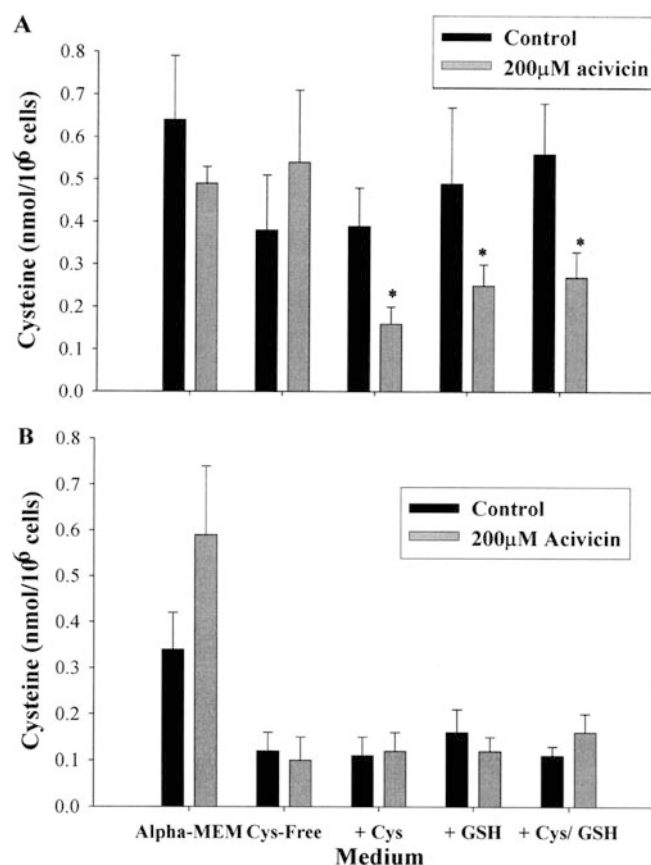 A
Control
200µM acivicin
Cysteine (nmol/10⁶ cells)
0.8
0.7
0.6
0.5
0.4
0.3
0.2
0.1
0.0
*
*
*
B
Control
200µM Acivicin
Cysteine (nmol/10⁶ cells)
0.8
0.7
0.6
0.5
0.4
0.3
0.2
0.1
0.0
Alpha-MEM Cys-Free + Cys + GSH + Cys/ GSH
Medium